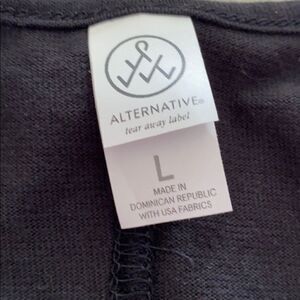 ALTERNATIVE®
tear away label
L
MADE IN
DOMINICAN REPUBLIC
WITH USA FABRICS